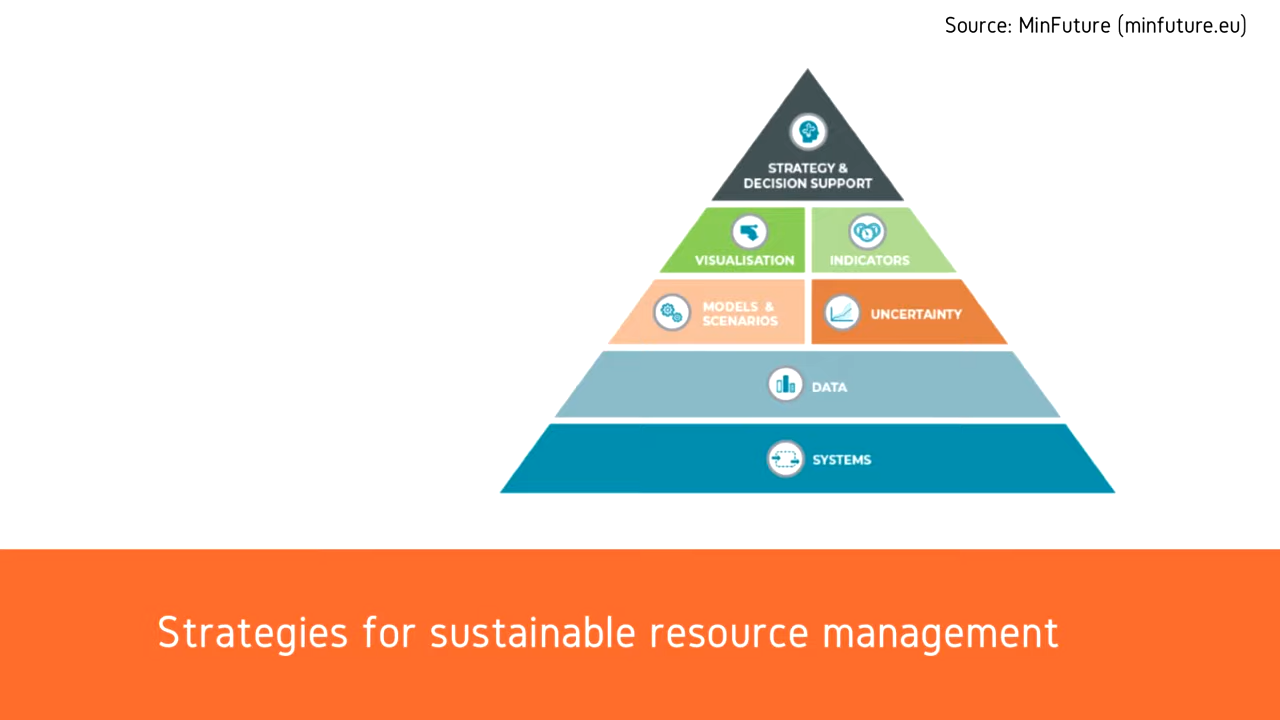 Source: MinFuture (minfuture.eu)
STRATEGY &
DECISION SUPPORT
VISUALISATION
INDICATORS
MODELS &
SCENARIOS
UNCERTAINTY
DATA
SYSTEMS
Strategies for sustainable resource management